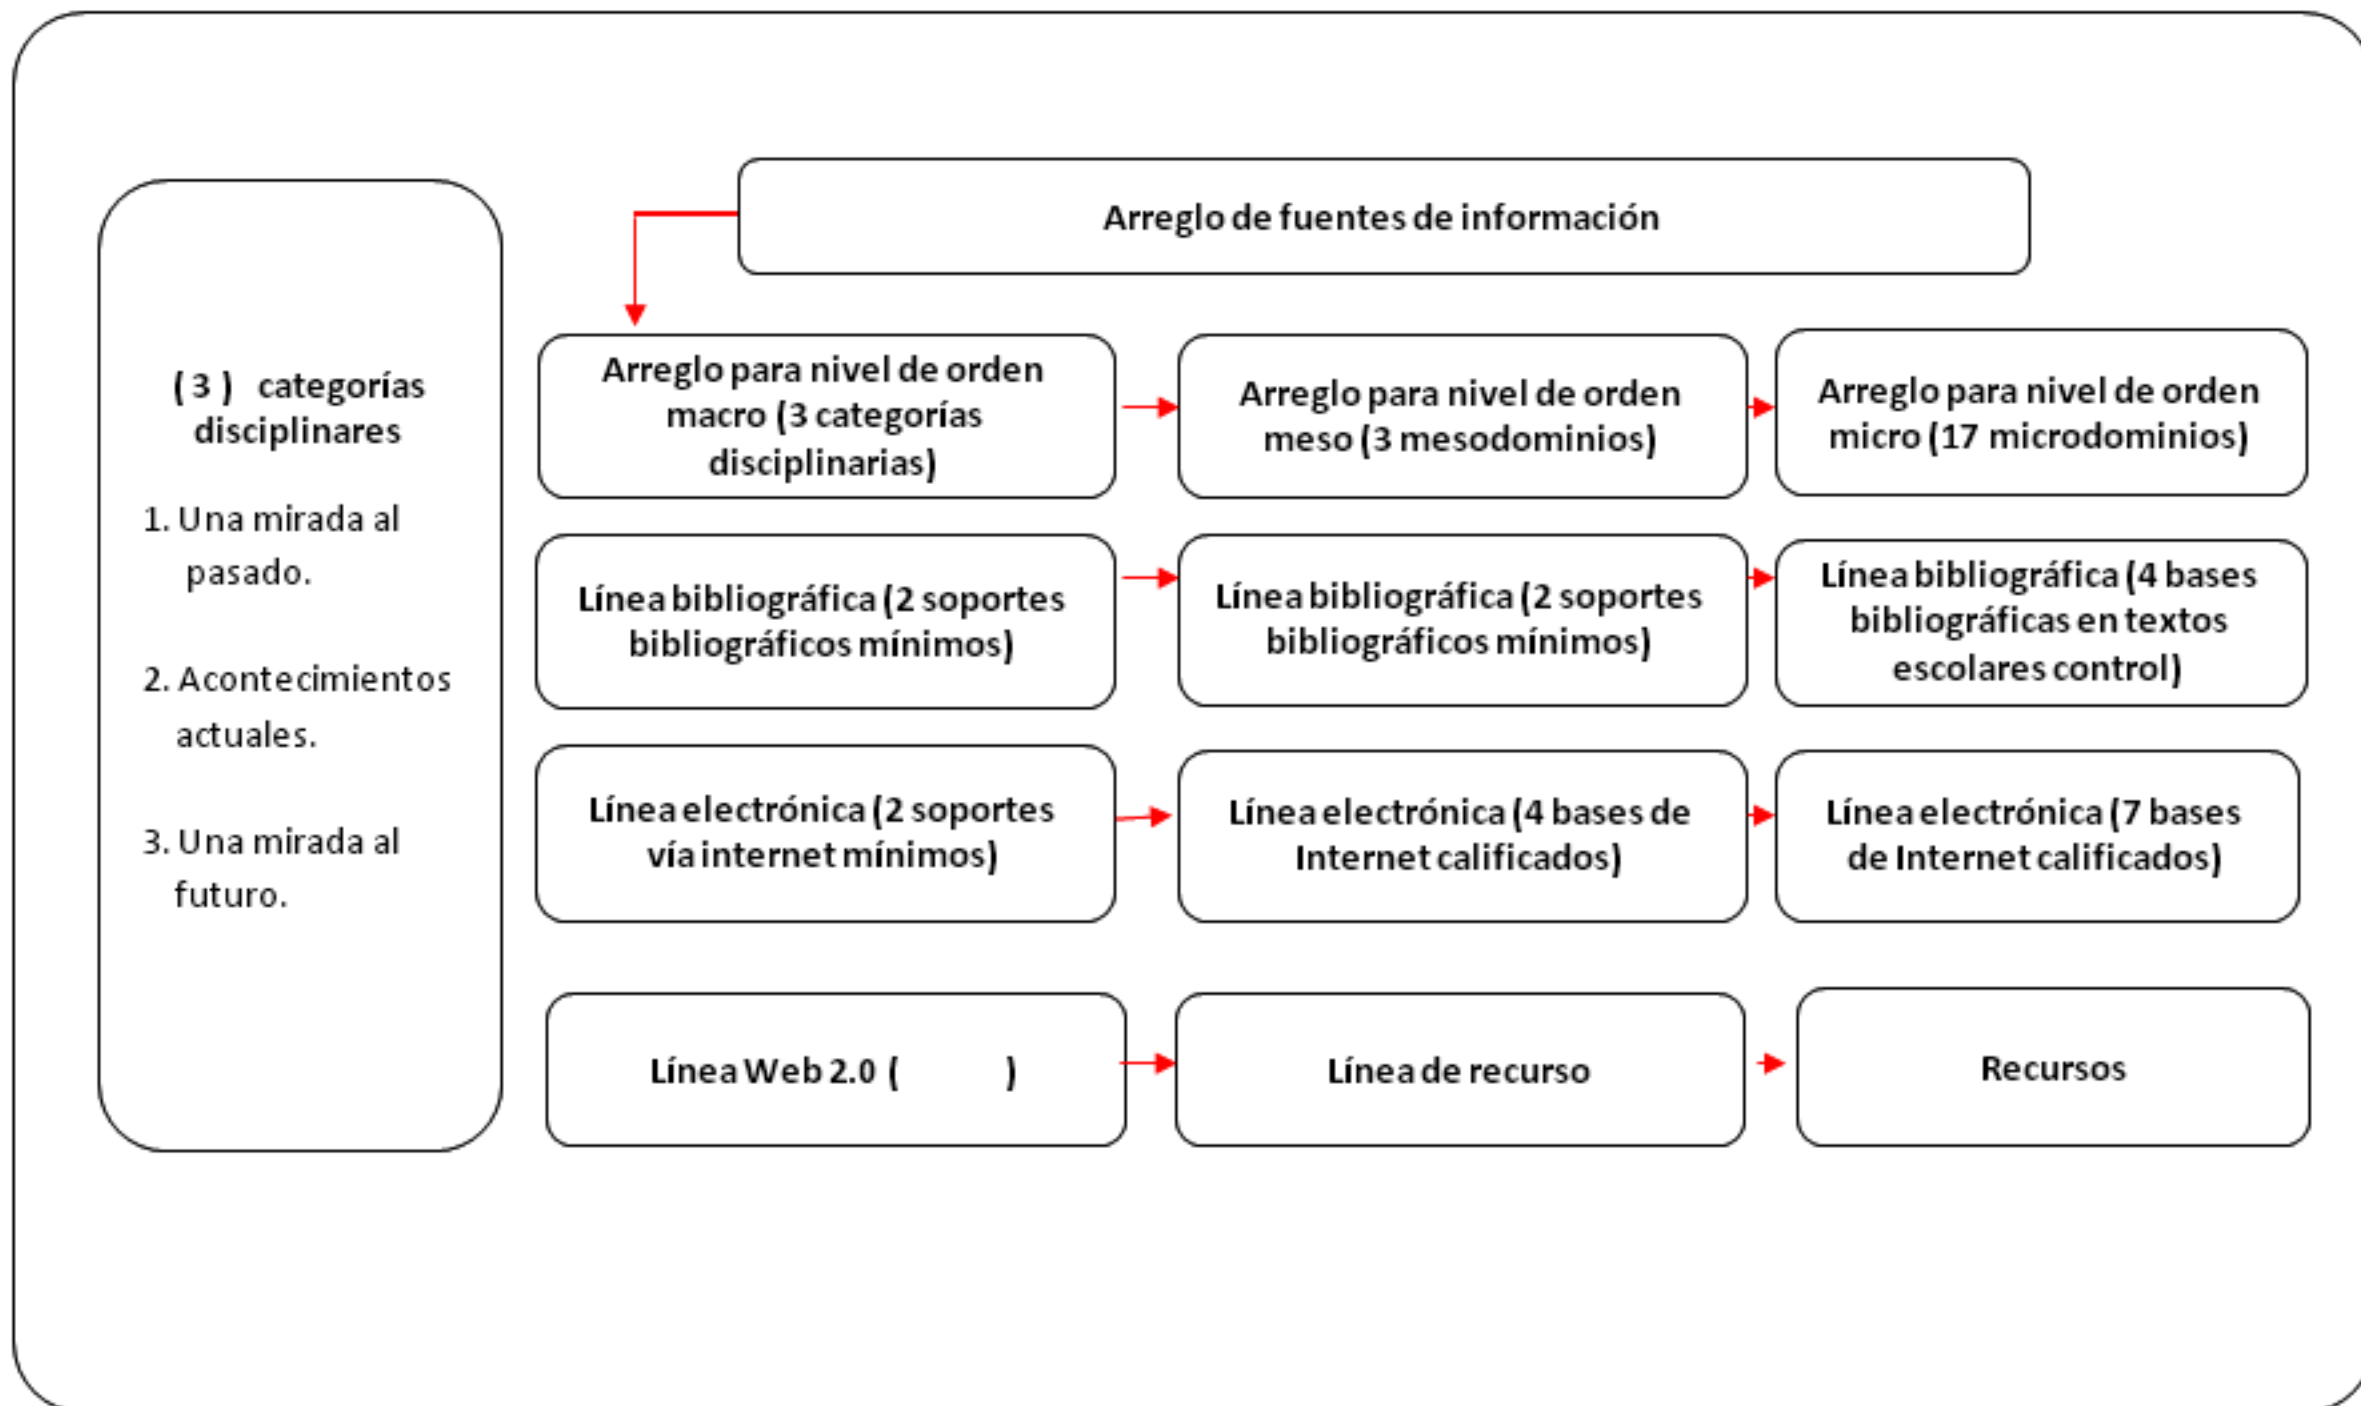 Arreglo de fuentes de información
( 3 ) categorías
disciplinares
1. Una mirada al
pasado.
2. Acontecimientos
actuales.
3. Una mirada al
futuro.
Arreglo para nivel de orden
macro (3 categorías
disciplinarias)
Arreglo para nivel de orden
meso (3 mesodominios)
Arreglo para nivel de orden
micro (17 microdominios)
Línea bibliográfica (2 soportes
bibliográficos mínimos)
Línea bibliográfica (2 soportes
bibliográficos mínimos)
Línea bibliográfica (4 bases
bibliográficas en textos
escolares control)
Línea electrónica (2 soportes
vía internet mínimos)
Línea electrónica (4 bases de
Internet calificados)
Línea electrónica (7 bases
de Internet calificados)
Línea Web 2.0 ( )
Línea de recurso
Recursos